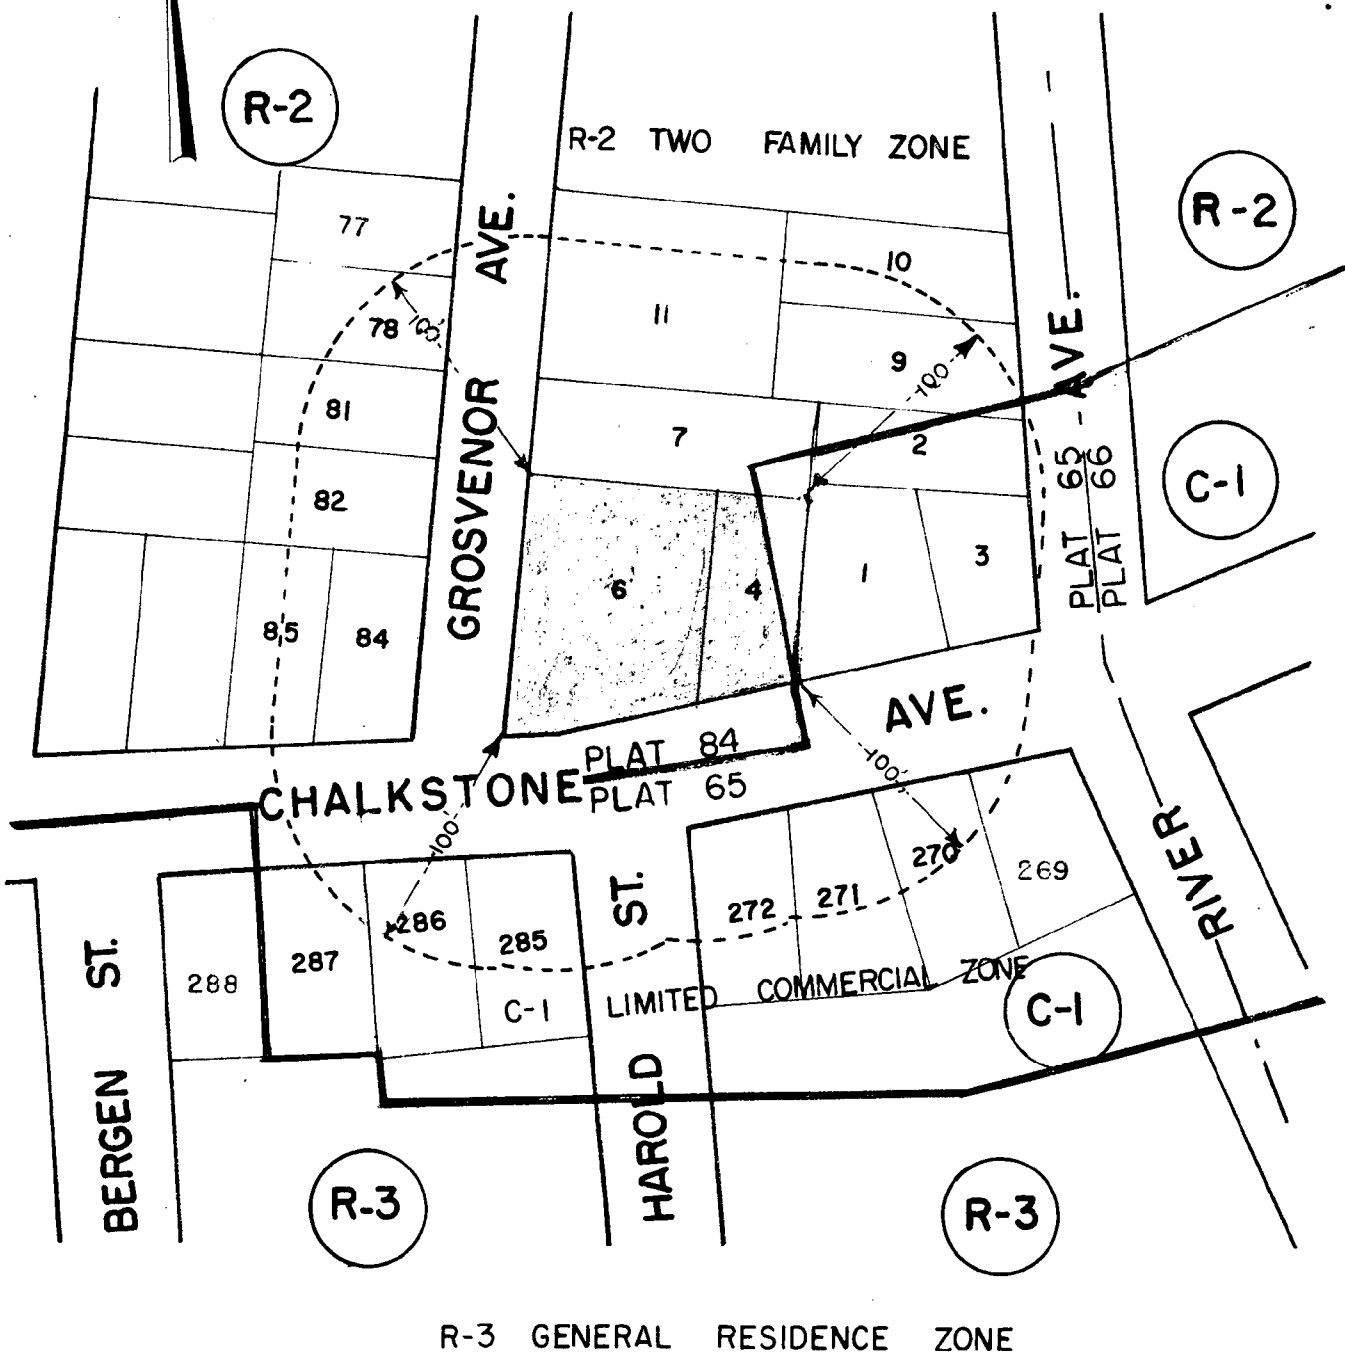 R-2
R-2 TWO FAMILY ZONE
R-2
77
AVE.
10
11
78
100'
9
AVE.
100'
81
GROSVENOR
7
2
82
PLAT 65
PLAT 66
C-1
6
4
1
3
85
84
AVE.
PLAT 84
CHALKSTONE
PLAT 65
100'
100'
RIVER
ST.
272
271
270
269
286
285
287
288
ST.
C-1 LIMITED COMMERCIAL ZONE
C-1
BERGEN
HAROLD
R-3
R-3
R-3 GENERAL RESIDENCE ZONE